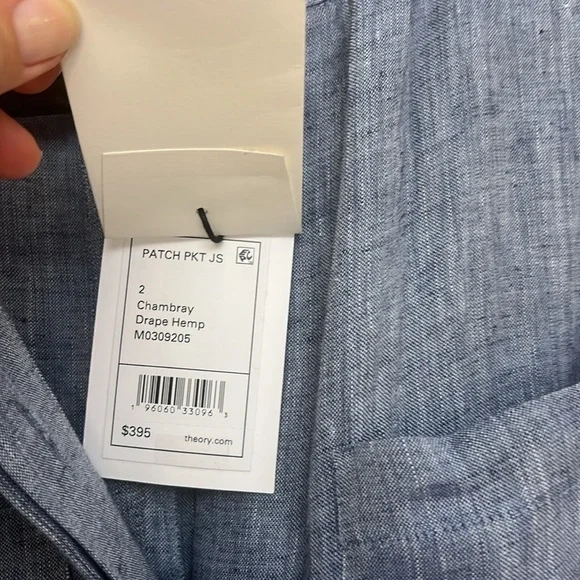 PATCH PKT JS
2
Chambray
Drape Hemp
M0309205
1 96060 33096 3
$395 theory.com